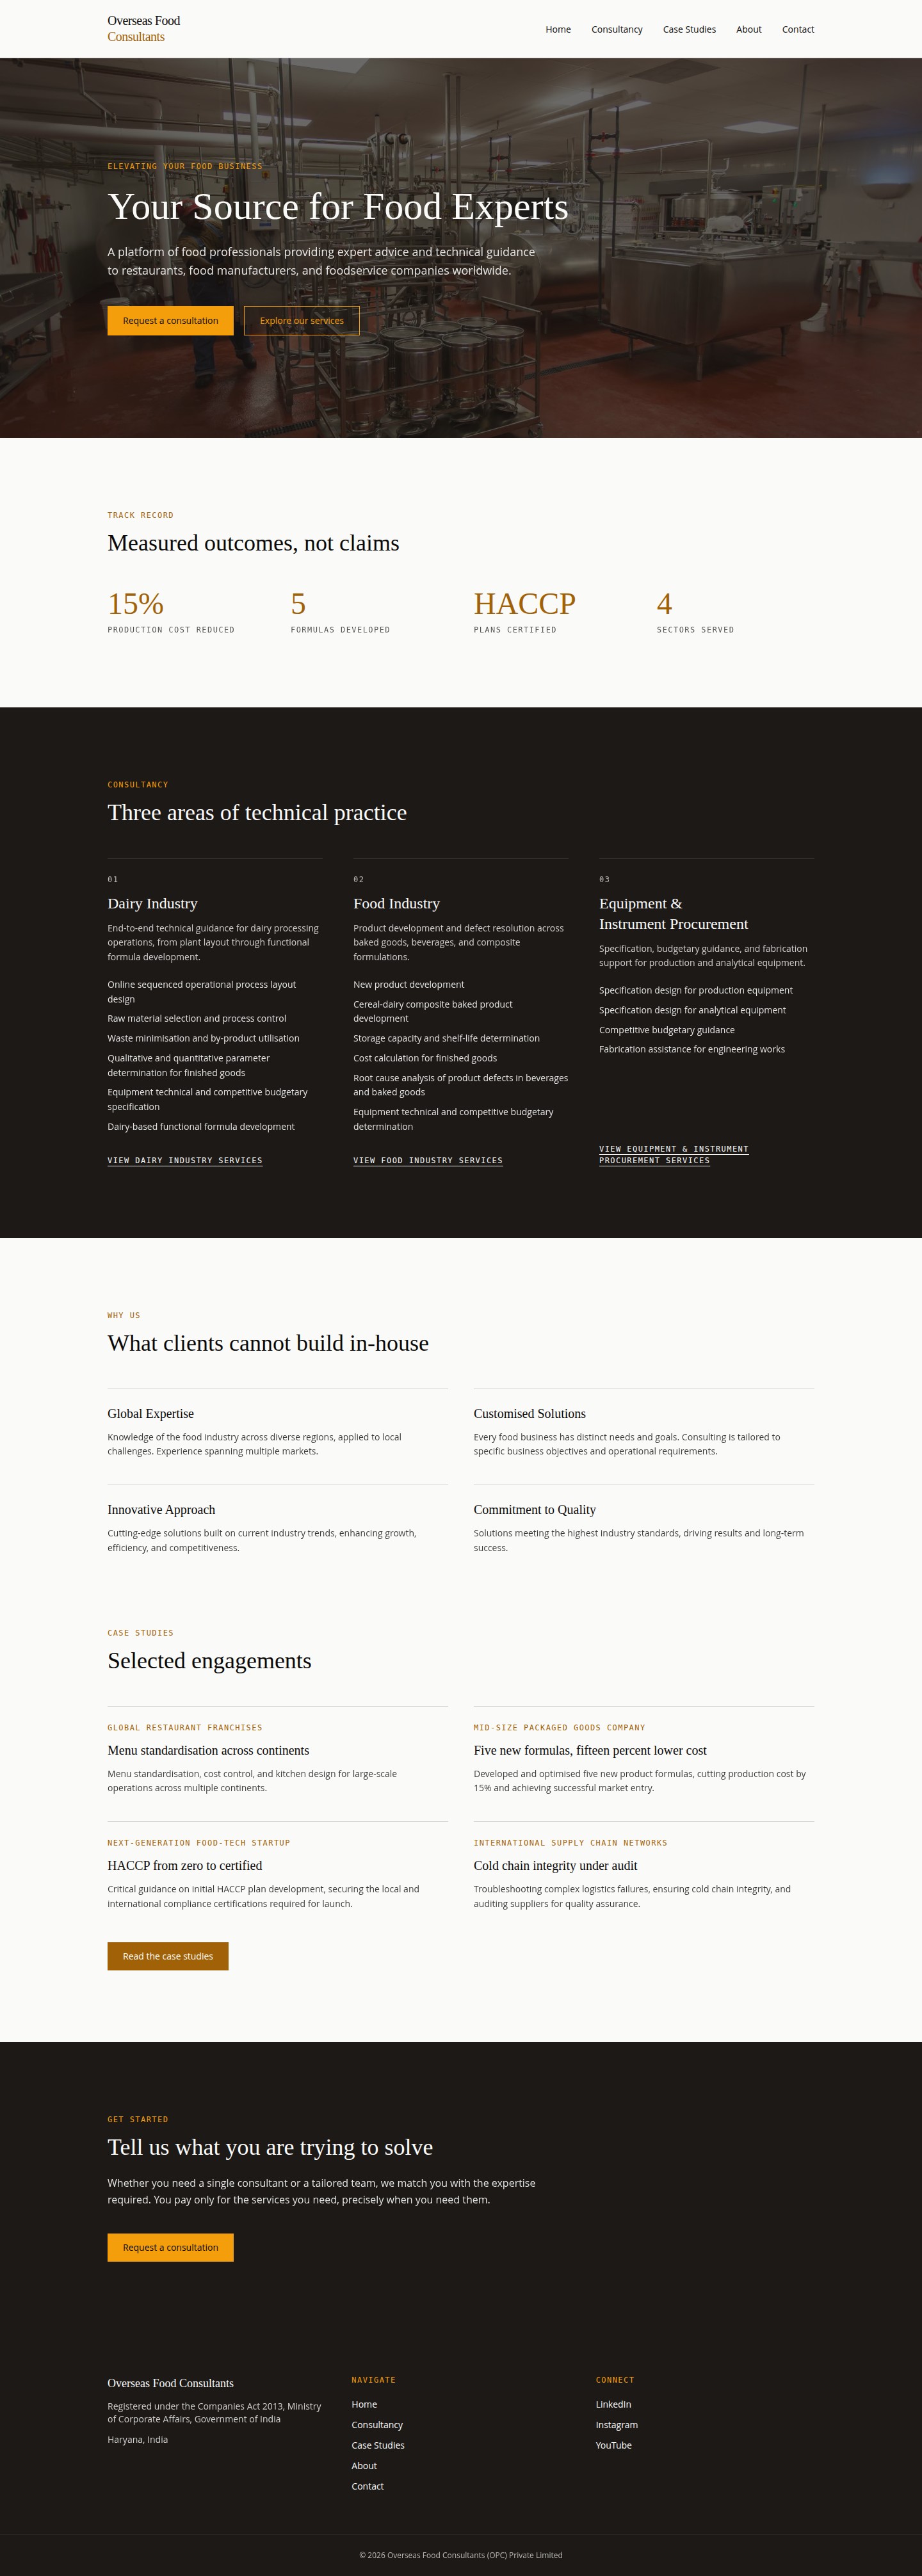 Overseas Food
Consultants
Home Consultancy Case Studies About Contact
ELEVATING YOUR FOOD BUSINESS
Your Source for Food Experts
A platform of food professionals providing expert advice and technical guidance
to restaurants, food manufacturers, and foodservice companies worldwide.
Request a consultation Explore our services
TRACK RECORD
Measured outcomes, not claims
15%
PRODUCTION COST REDUCED
5
FORMULAS DEVELOPED
HACCP
PLANS CERTIFIED
4
SECTORS SERVED
CONSULTANCY
Three areas of technical practice
01
Dairy Industry
End-to-end technical guidance for dairy processing
operations, from plant layout through functional
formula development.
Online sequenced operational process layout
design
Raw material selection and process control
Waste minimisation and by-product utilisation
Qualitative and quantitative parameter
determination for finished goods
Equipment technical and competitive budgetary
specification
Dairy-based functional formula development
VIEW DAIRY INDUSTRY SERVICES
02
Food Industry
Product development and defect resolution across
baked goods, beverages, and composite
formulations.
New product development
Cereal-dairy composite baked product
development
Storage capacity and shelf-life determination
Cost calculation for finished goods
Root cause analysis of product defects in beverages
and baked goods
Equipment technical and competitive budgetary
determination
VIEW FOOD INDUSTRY SERVICES
03
Equipment &
Instrument Procurement
Specification, budgetary guidance, and fabrication
support for production and analytical equipment.
Specification design for production equipment
Specification design for analytical equipment
Competitive budgetary guidance
Fabrication assistance for engineering works
VIEW EQUIPMENT & INSTRUMENT
PROCUREMENT SERVICES
WHY US
What clients cannot build in-house
Global Expertise
Knowledge of the food industry across diverse regions, applied to local
challenges. Experience spanning multiple markets.
Customised Solutions
Every food business has distinct needs and goals. Consulting is tailored to
specific business objectives and operational requirements.
Innovative Approach
Cutting-edge solutions built on current industry trends, enhancing growth,
efficiency, and competitiveness.
Commitment to Quality
Solutions meeting the highest industry standards, driving results and long-term
success.
CASE STUDIES
Selected engagements
GLOBAL RESTAURANT FRANCHISES
Menu standardisation across continents
Menu standardisation, cost control, and kitchen design for large-scale
operations across multiple continents.
MID-SIZE PACKAGED GOODS COMPANY
Five new formulas, fifteen percent lower cost
Developed and optimised five new product formulas, cutting production cost by
15% and achieving successful market entry.
NEXT-GENERATION FOOD-TECH STARTUP
HACCP from zero to certified
Critical guidance on initial HACCP plan development, securing the local and
international compliance certifications required for launch.
INTERNATIONAL SUPPLY CHAIN NETWORKS
Cold chain integrity under audit
Troubleshooting complex logistics failures, ensuring cold chain integrity, and
auditing suppliers for quality assurance.
Read the case studies
GET STARTED
Tell us what you are trying to solve
Whether you need a single consultant or a tailored team, we match you with the expertise
required. You pay only for the services you need, precisely when you need them.
Request a consultation
Overseas Food Consultants
Registered under the Companies Act 2013, Ministry
of Corporate Affairs, Government of India
Haryana, India
NAVIGATE
Home
Consultancy
Case Studies
About
Contact
CONNECT
LinkedIn
Instagram
YouTube
© 2026 Overseas Food Consultants (OPC) Private Limited